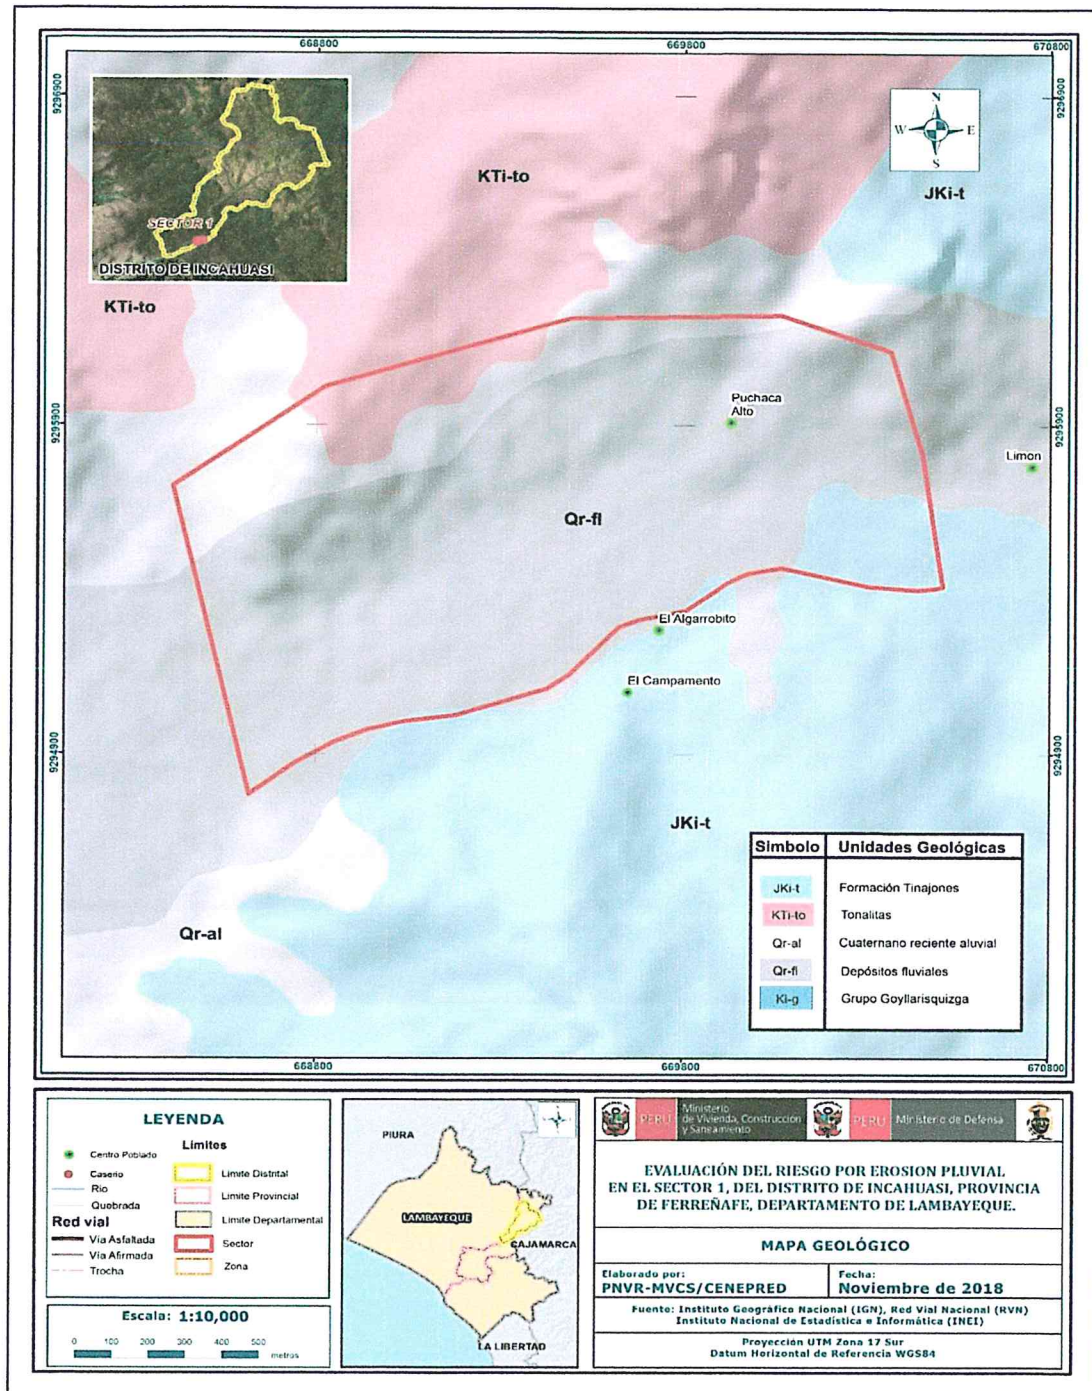 668800
669800
670800
9296900
9296900
SECTOR 1
DISTRITO DE INCAHUASI
N
W
E
S
KTi-to
JKi-t
KTi-to
Puchaca
Alto
9295900
9295900
Limon
Qr-fl
El Algarrobito
El Campamento
9294900
9294900
JKi-t
Qr-al
Simbolo
Unidades Geológicas
JKi-t
Formación Tinajones
KTi-to
Tonalitas
Qr-al
Cuaternano reciente aluvial
Qr-fl
Depósitos fluviales
Ki-g
Grupo Goyllarisquizga
668800
669800
670800
LEYENDA
Centro Poblado
Caserio
Rio
Quebrada
Red vial
Vía Asfaltada
Vía Afirmada
Trocha
Limites
Limite Distrital
Limite Provincial
Limite Departamental
Sector
Zona
Escala: 1:10,000
0 100 200 300 400 500
metros
PIURA
LAMBAYEQUE
CAJAMARCA
LA LIBERTAD
PERÚ
Ministerio
de Vivienda, Construcción
y Saneamiento
PERÚ
Ministerio de Defensa
EVALUACIÓN DEL RIESGO POR EROSION PLUVIAL
EN EL SECTOR 1, DEL DISTRITO DE INCAHUASI, PROVINCIA
DE FERREÑAFE, DEPARTAMENTO DE LAMBAYEQUE.
MAPA GEOLÓGICO
Elaborado por:
PNVR-MVCS/CENEPRED
Fecha:
Noviembre de 2018
Fuente: Instituto Geográfico Nacional (IGN), Red Vial Nacional (RVN)
Instituto Nacional de Estadística e Informática (INEI)
Proyección UTM Zona 17 Sur
Datum Horizontal de Referencia WGS84